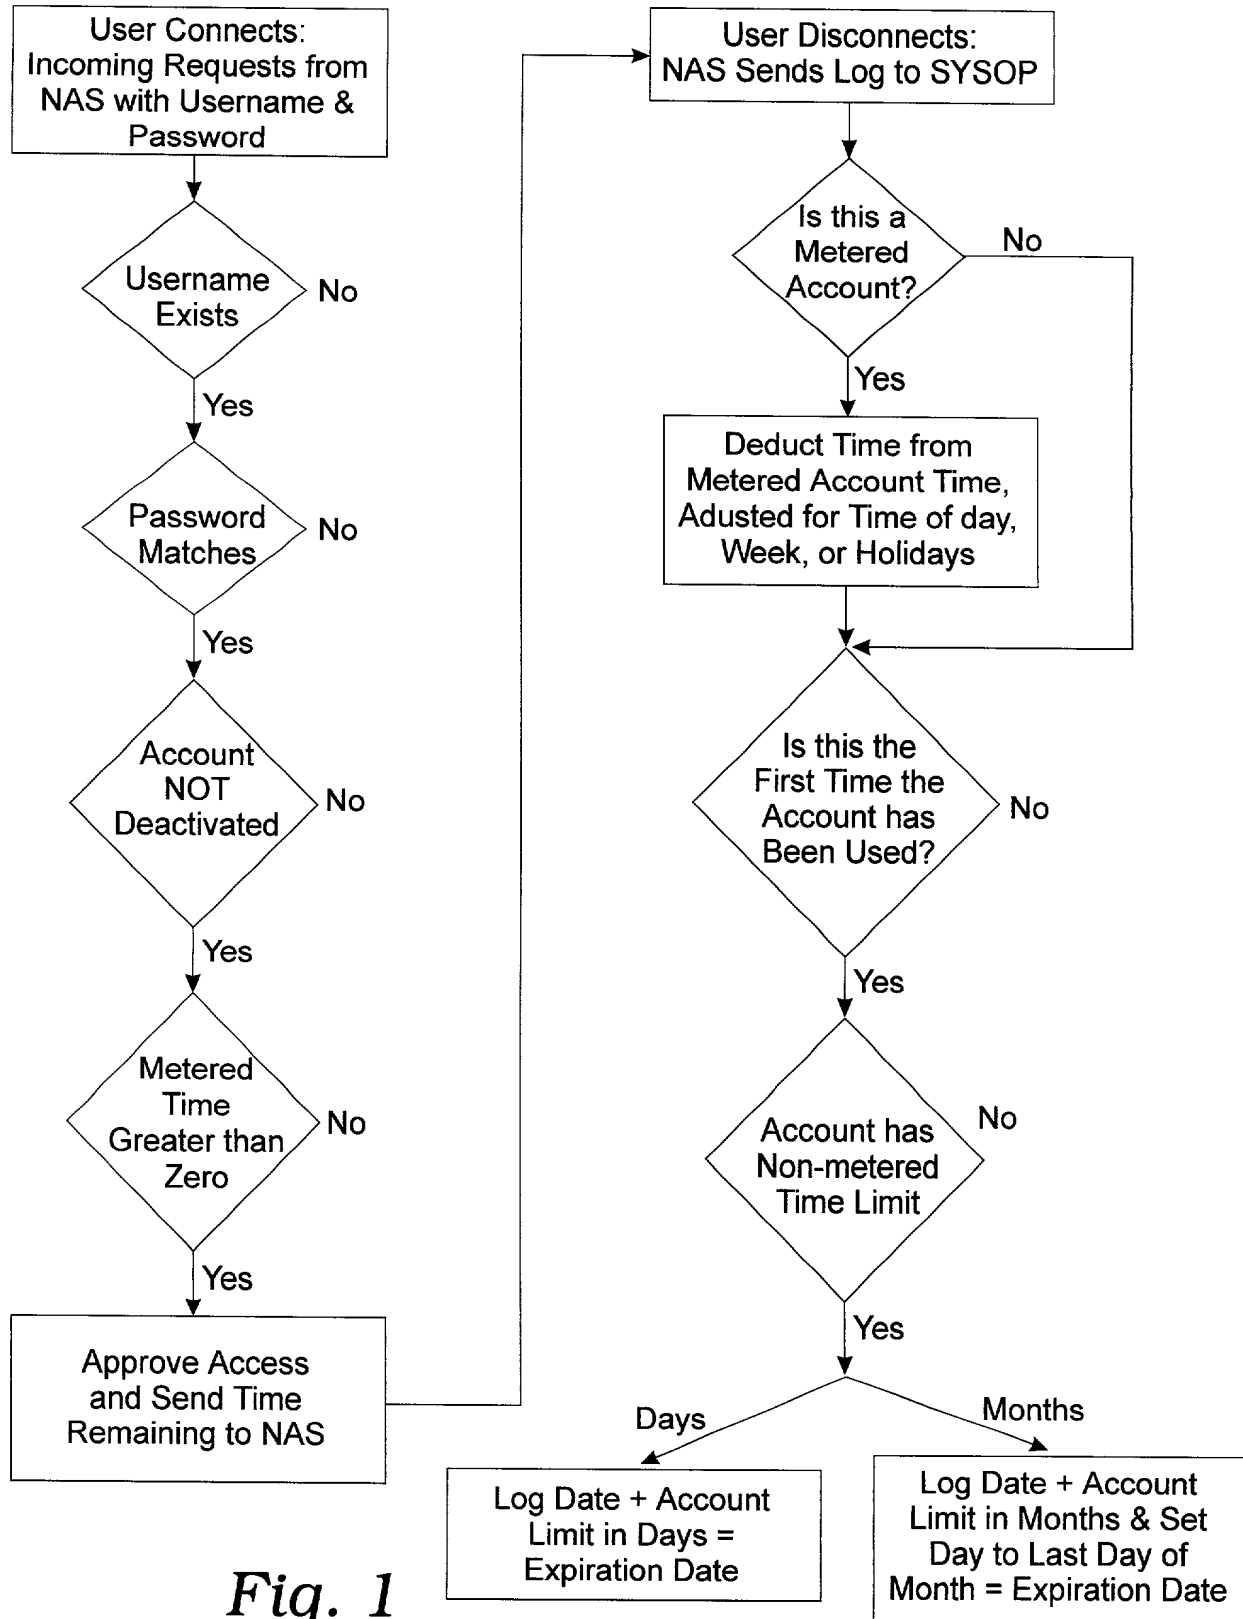 User Connects:
Incoming Requests from
NAS with Username &
Password
Username
Exists
No
Yes
Password
Matches
No
Yes
Account
NOT
Deactivated
No
Yes
Metered
Time
Greater than
Zero
No
Yes
Approve Access
and Send Time
Remaining to NAS
User Disconnects:
NAS Sends Log to SYSOP
Is this a
Metered
Account?
No
Yes
Deduct Time from
Metered Account Time,
Adusted for Time of day,
Week, or Holidays
Is this the
First Time the
Account has
Been Used?
No
Yes
Account has
Non-metered
Time Limit
No
Yes
Days
Months
Log Date + Account
Limit in Days =
Expiration Date
Log Date + Account
Limit in Months & Set
Day to Last Day of
Month = Expiration Date
Fig. 1